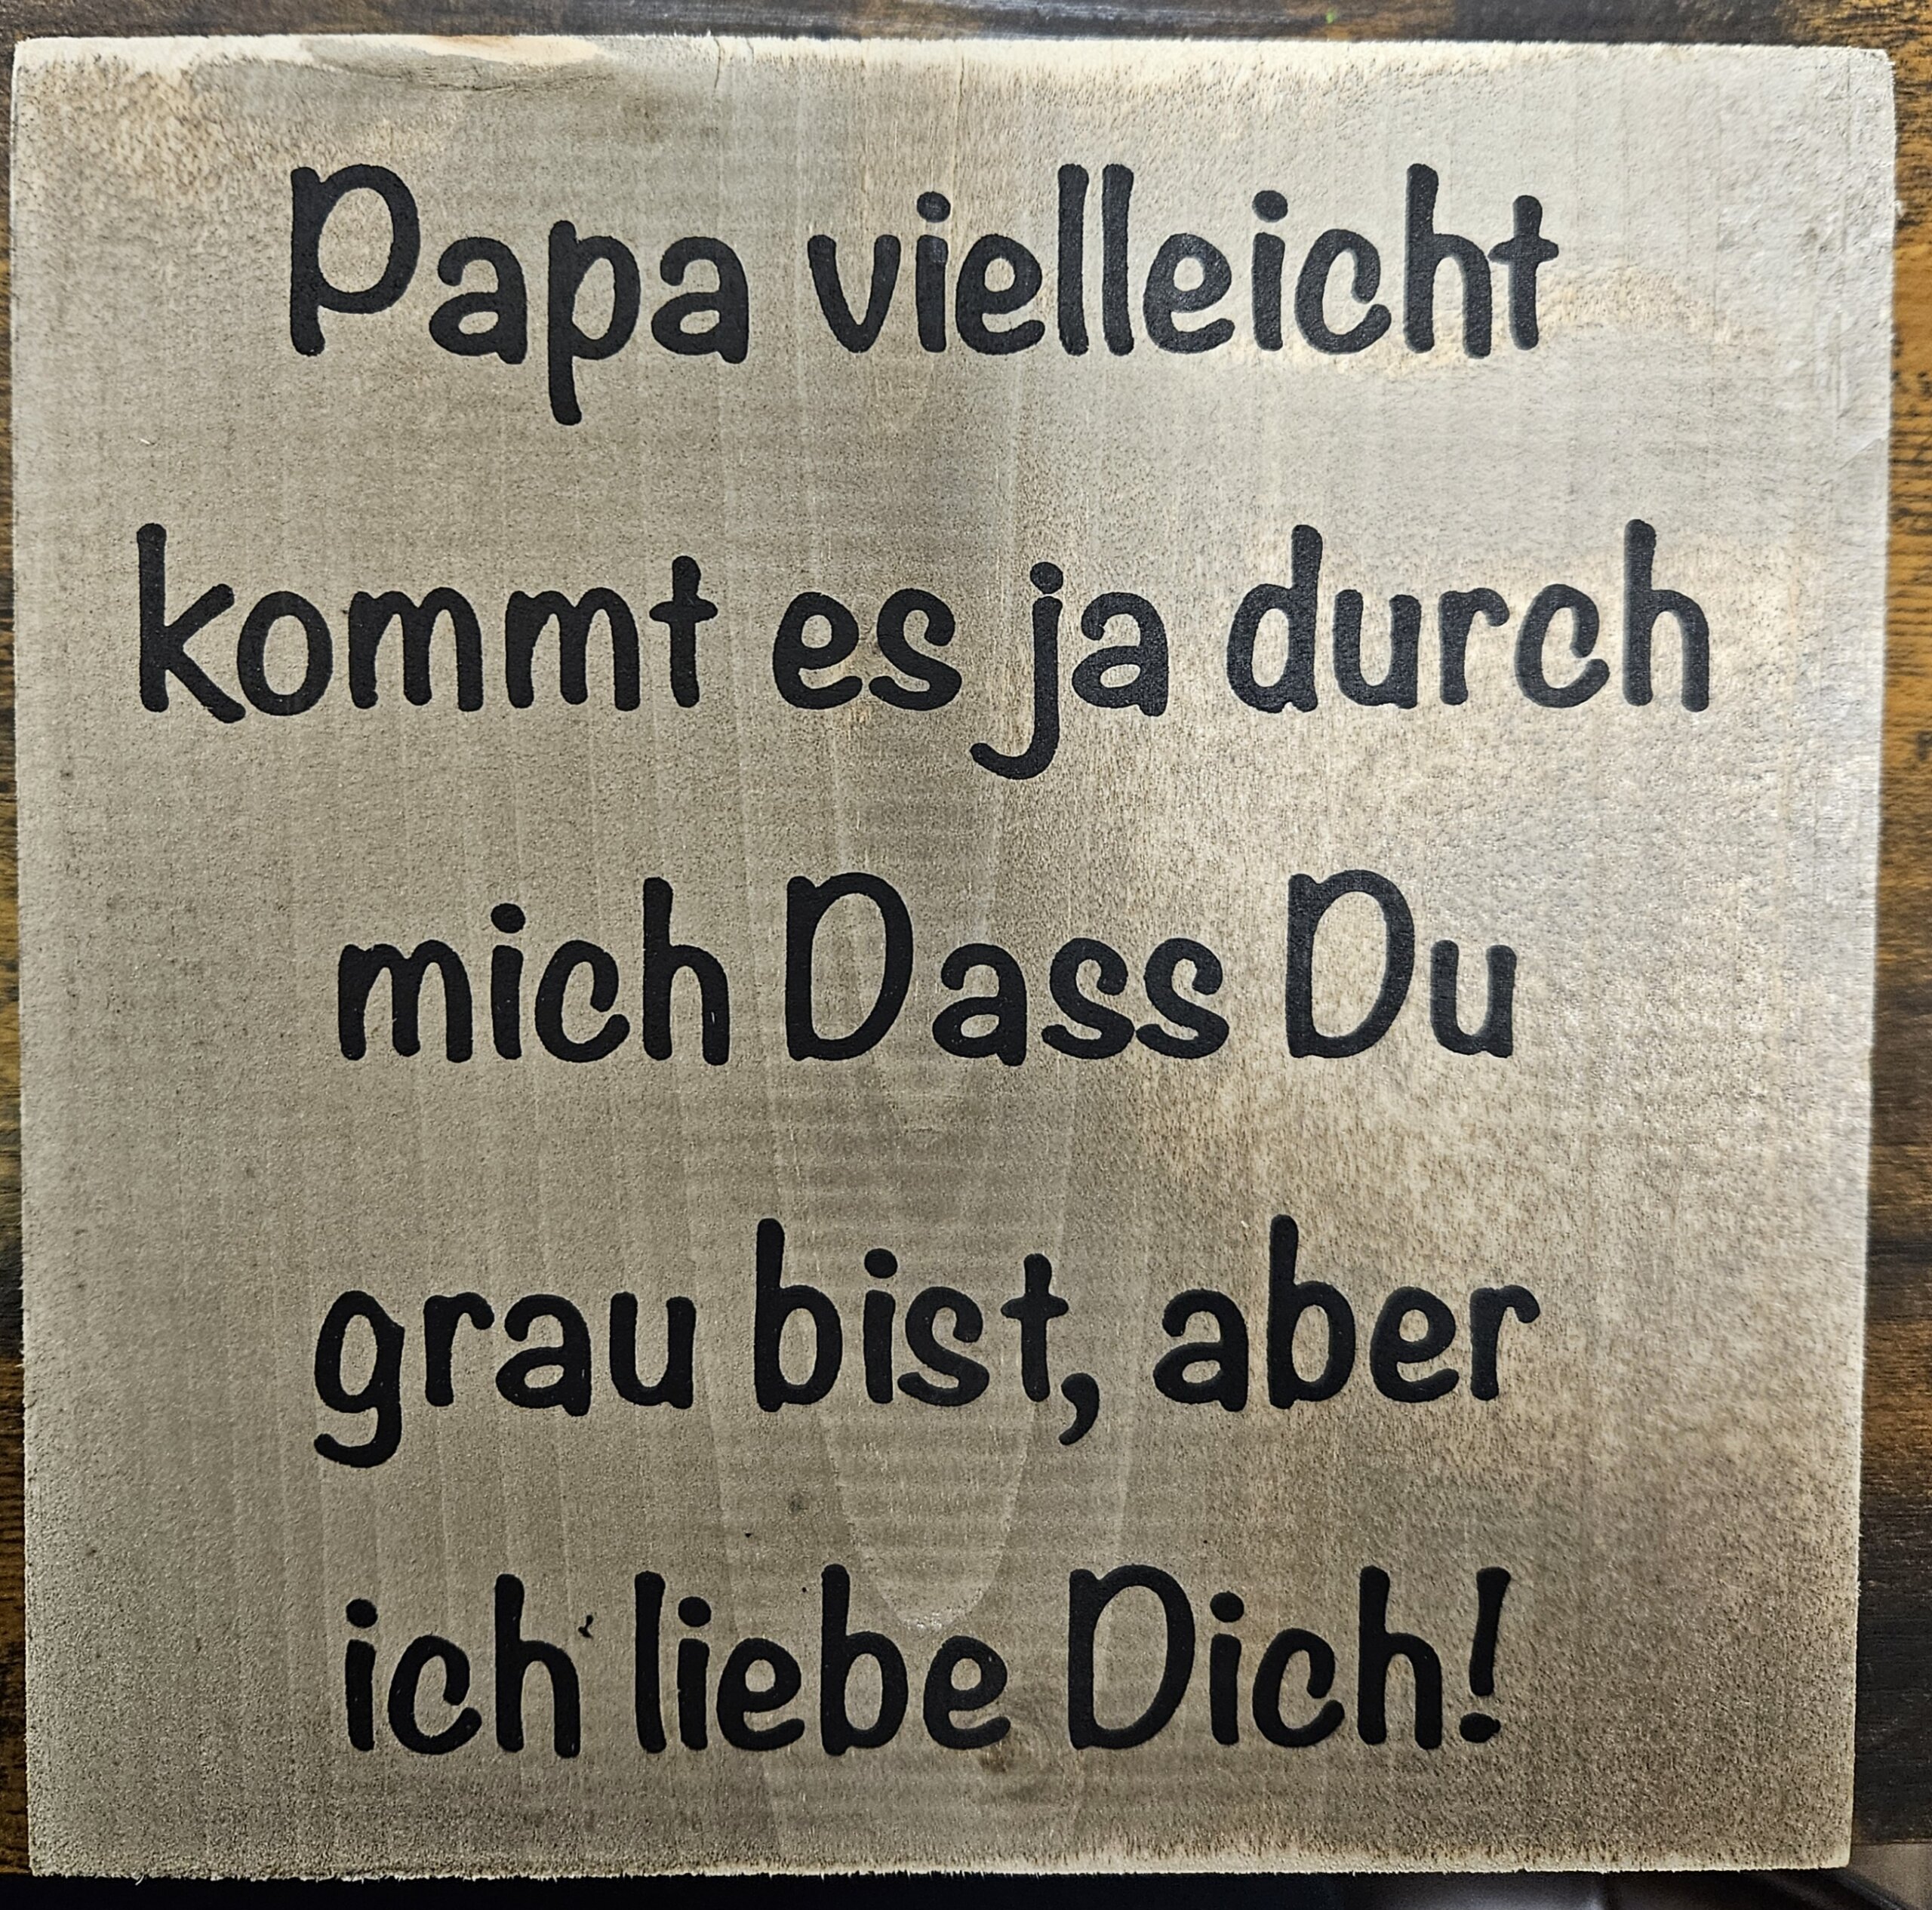 Papa vielleicht
kommt es ja durch
mich Dass Du
grau bist, aber
ich liebe Dich!